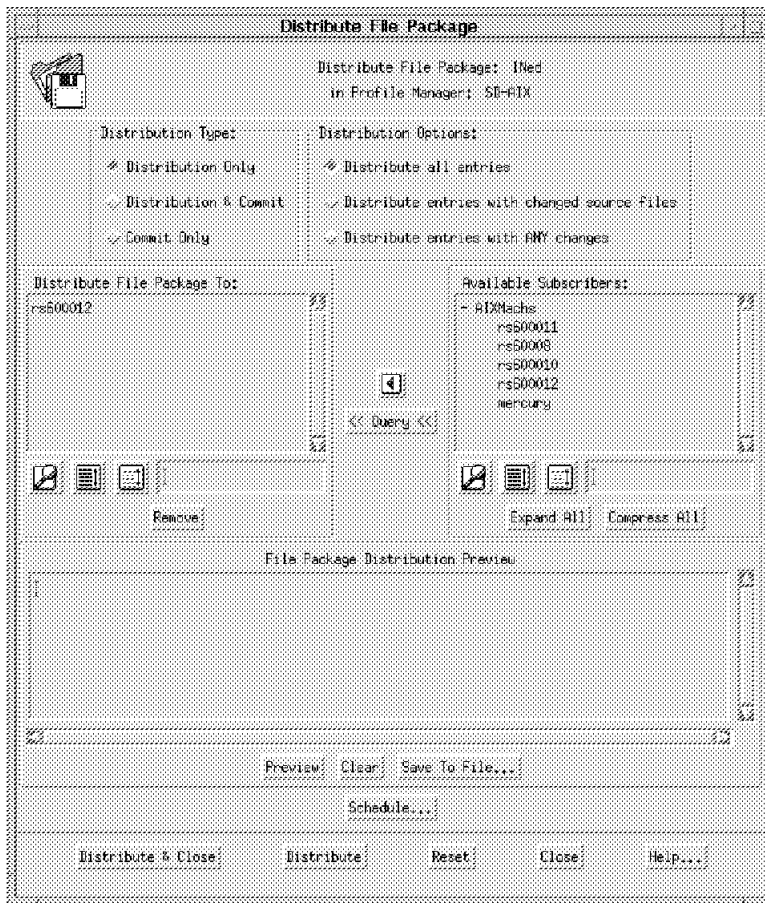 Distribute File Package
Distribute File Package: INed
in Profile Manager: SD-AIX
Distribution Type:
Distribution Only
Distribution & Commit
Commit Only
Distribution Options:
Distribute all entries
Distribute entries with changed source files
Distribute entries with ANY changes
Distribute File Package To:
rs600012
Remove
<< Query <<
Available Subscribers:
- AIXMachs
rs600011
rs60008
rs600010
rs600012
mercury
Expand All
Compress All
File Package Distribution Preview
Preview
Clear
Save To File...
Schedule...
Distribute & Close
Distribute
Reset
Close
Help...